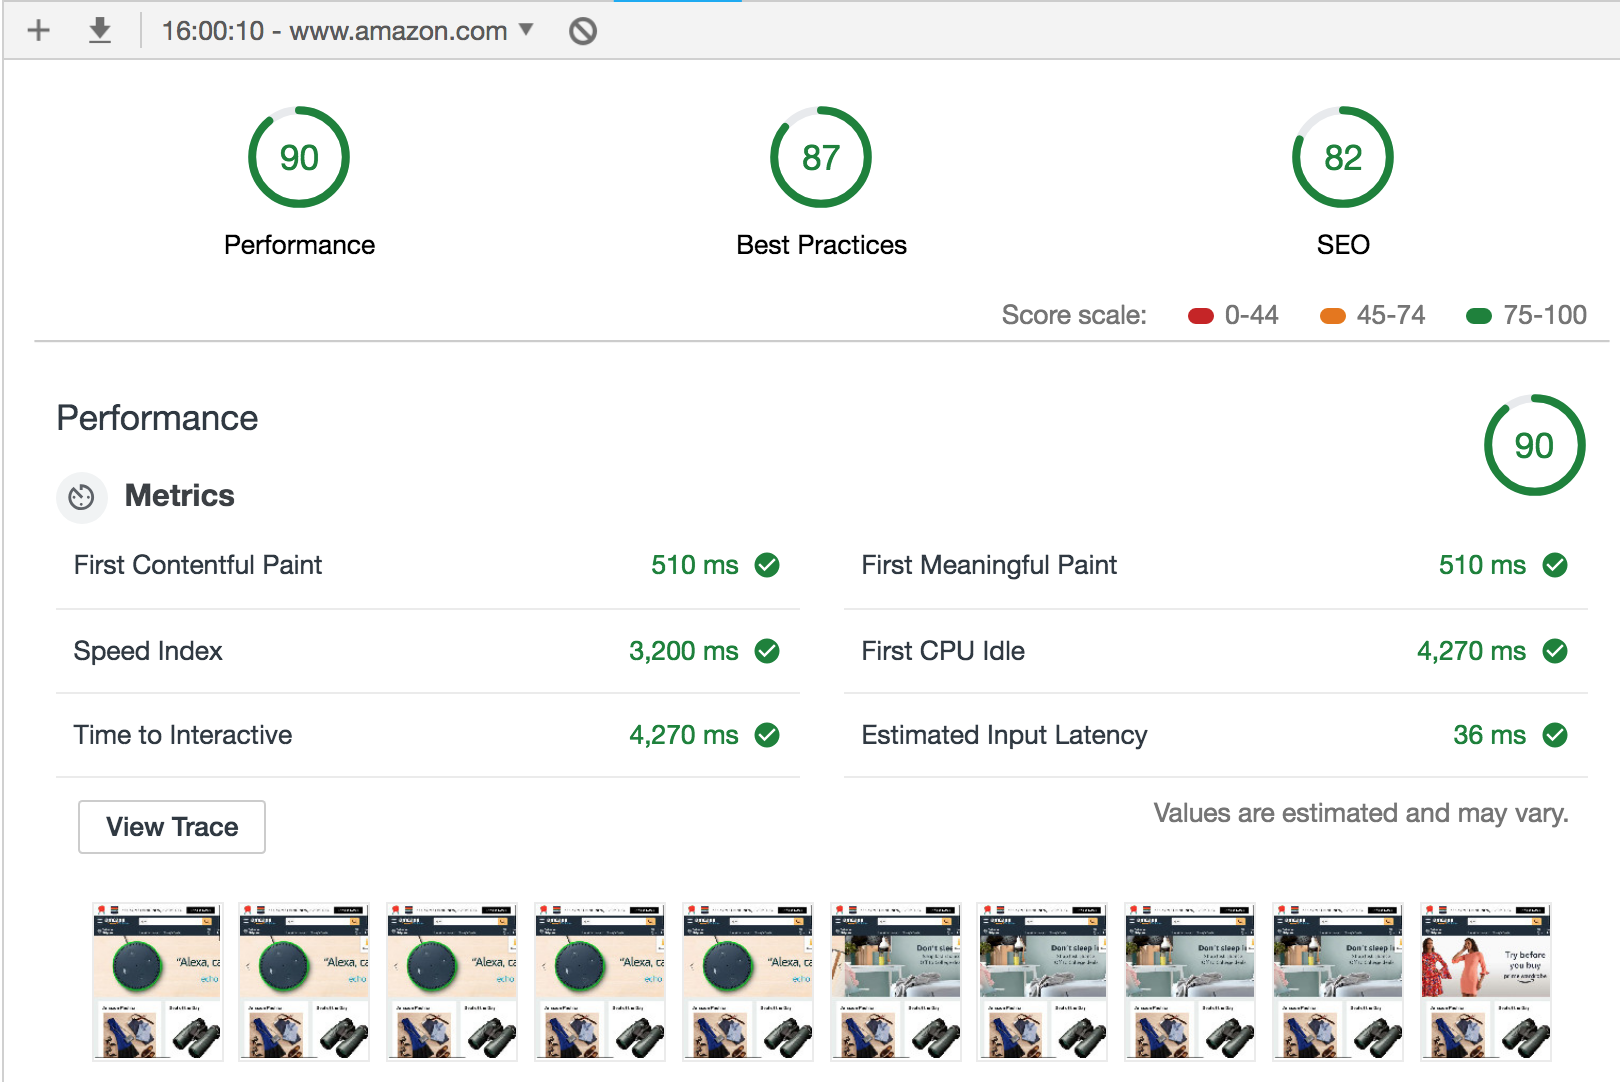 16:00:10 - www.amazon.com
90
87
82
Performance
Best Practices
SEO
Score scale:
0-44
45-74
75-100
Performance
90
Metrics
First Contentful Paint
510 ms
First Meaningful Paint
510 ms
Speed Index
3,200 ms
First CPU Idle
4,270 ms
Time to Interactive
4,270 ms
Estimated Input Latency
36 ms
View Trace
Values are estimated and may vary.
"Alexa, ca
echo
"Alexa, ca
echo
"Alexa, ca
echo
"Alexa, ca
echo
"Alexa, ca
echo
Don't slee
Don't sleep i
Don't sleep i
Don't sleep i
Try before
you buy
prime wardrobe